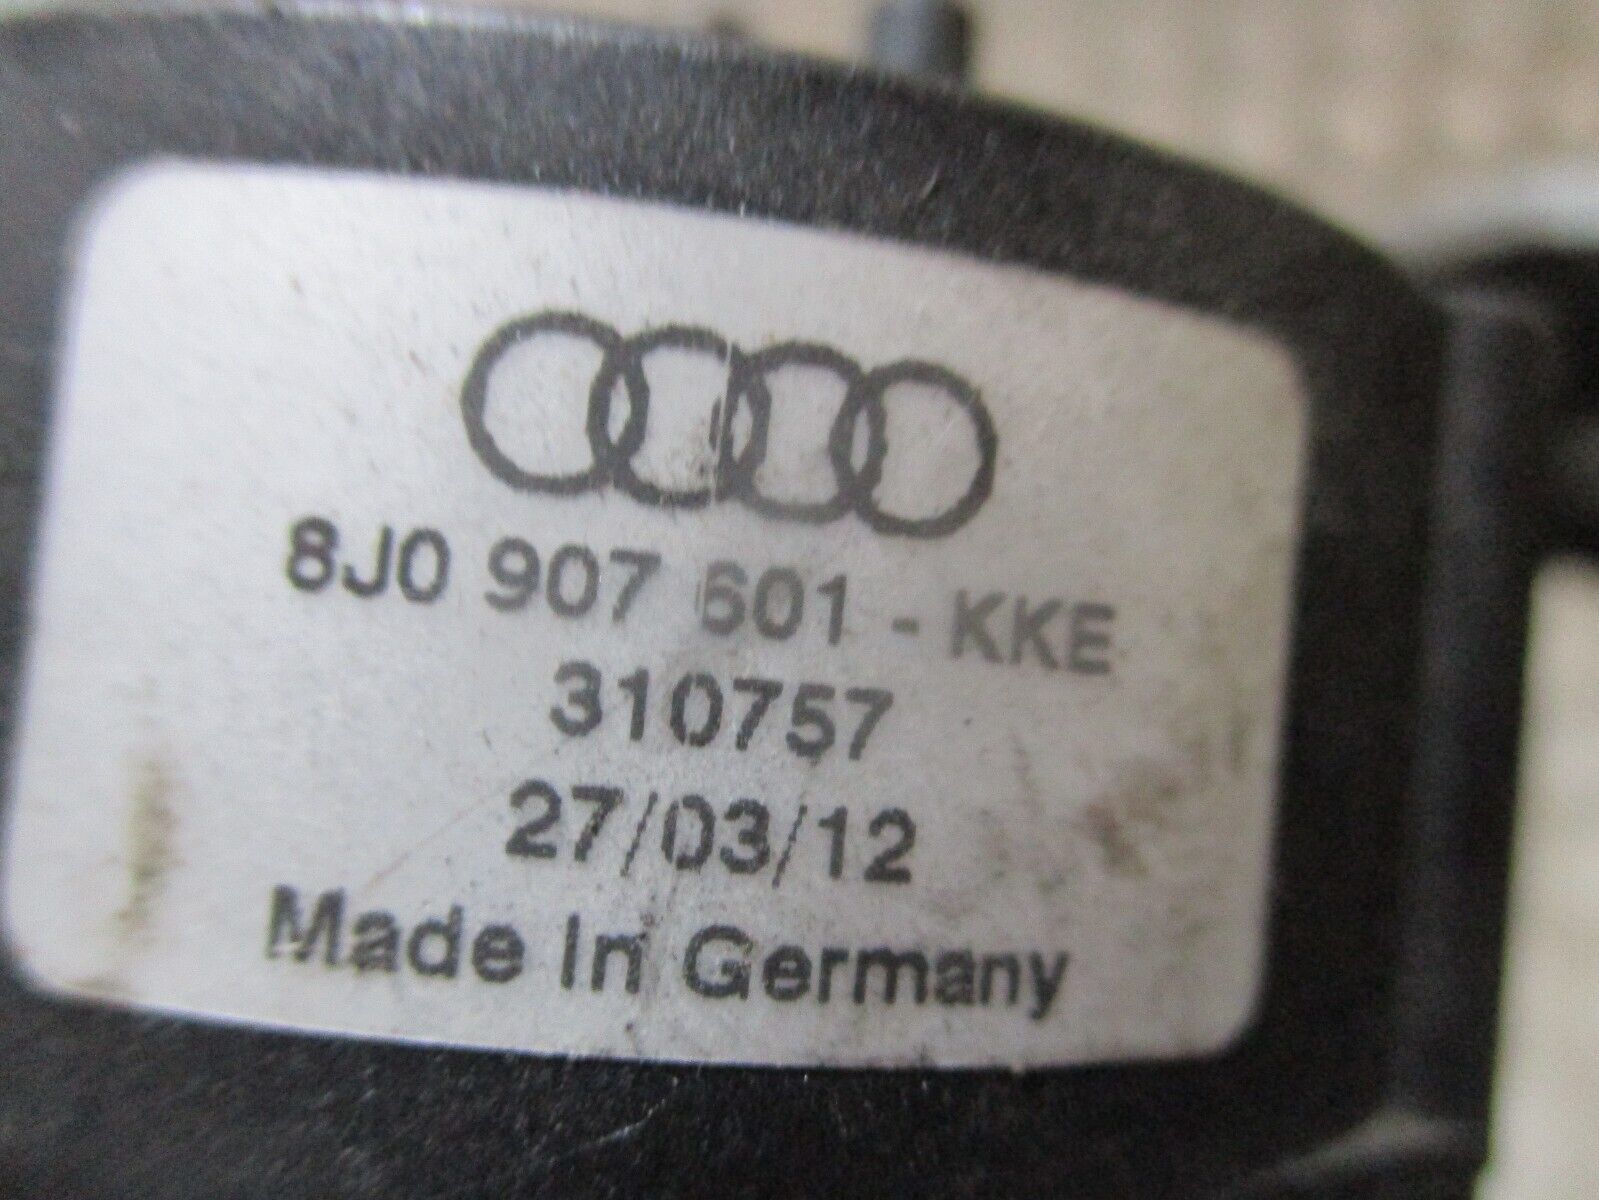 8J0 907 601 - KKE
310757
27/03/12
Made In Germany